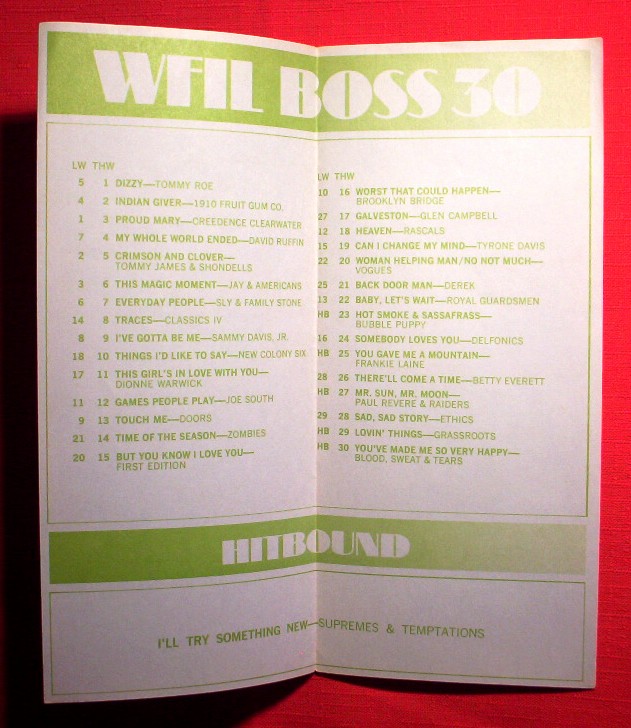 WFIL BOSS 30
LW THW
5 1 DIZZY—TOMMY ROE
4 2 INDIAN GIVER—1910 FRUIT GUM CO.
1 3 PROUD MARY—CREEDENCE CLEARWATER
7 4 MY WHOLE WORLD ENDED—DAVID RUFFIN
2 5 CRIMSON AND CLOVER—
TOMMY JAMES & SHONDELLS
3 6 THIS MAGIC MOMENT—JAY & AMERICANS
6 7 EVERYDAY PEOPLE—SLY & FAMILY STONE
14 8 TRACES—CLASSICS IV
8 9 I'VE GOTTA BE ME—SAMMY DAVIS, JR.
18 10 THINGS I'D LIKE TO SAY—NEW COLONY SIX
17 11 THIS GIRL'S IN LOVE WITH YOU—
DIONNE WARWICK
11 12 GAMES PEOPLE PLAY—JOE SOUTH
9 13 TOUCH ME—DOORS
21 14 TIME OF THE SEASON—ZOMBIES
20 15 BUT YOU KNOW I LOVE YOU—
FIRST EDITION
LW THW
10 16 WORST THAT COULD HAPPEN—
BROOKLYN BRIDGE
27 17 GALVESTON—GLEN CAMPBELL
12 18 HEAVEN—RASCALS
15 19 CAN I CHANGE MY MIND—TYRONE DAVIS
22 20 WOMAN HELPING MAN/NO NOT MUCH—
VOGUES
25 21 BACK DOOR MAN—DEREK
13 22 BABY, LET'S WAIT—ROYAL GUARDSMEN
HB 23 HOT SMOKE & SASSAFRASS—
BUBBLE PUPPY
16 24 SOMEBODY LOVES YOU—DELFONICS
HB 25 YOU GAVE ME A MOUNTAIN—
FRANKIE LAINE
28 26 THERE'LL COME A TIME—BETTY EVERETT
HB 27 MR. SUN, MR. MOON—
PAUL REVERE & RAIDERS
29 28 SAD, SAD STORY—ETHICS
HB 29 LOVIN' THINGS—GRASSROOTS
HB 30 YOU'VE MADE ME SO VERY HAPPY—
BLOOD, SWEAT & TEARS
HITBOUND
I'LL TRY SOMETHING NEW—SUPREMES & TEMPTATIONS